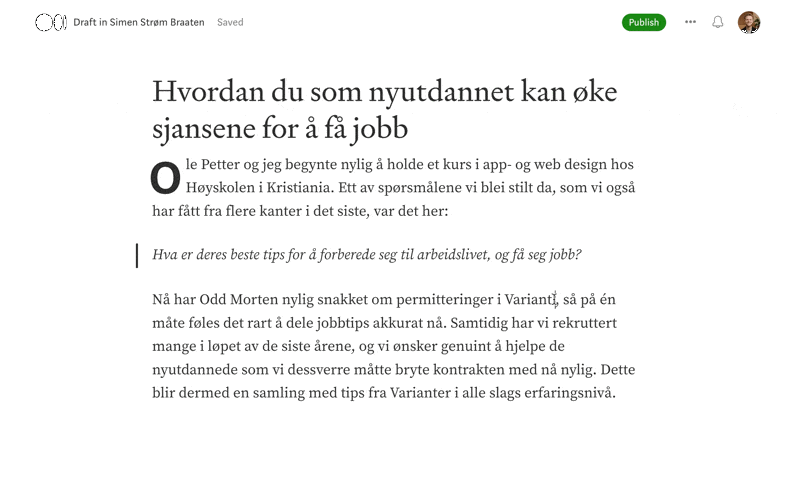 Draft in Simen Strøm Braaten Saved Publish
Hvordan du som nyutdannet kan øke
sjansene for å få jobb
Ole Petter og jeg begynte nylig å holde et kurs i app- og web design hos
Høyskolen i Kristiania. Ett av spørsmålene vi blei stilt da, som vi også
har fått fra flere kanter i det siste, var det her:
Hva er deres beste tips for å forberede seg til arbeidslivet, og få seg jobb?
Nå har Odd Morten nylig snakket om permitteringer i Variant, så på én
måte føles det rart å dele jobbtips akkurat nå. Samtidig har vi rekruttert
mange i løpet av de siste årene, og vi ønsker genuint å hjelpe de
nyutdannede som vi dessverre måtte bryte kontrakten med nå nylig. Dette
blir dermed en samling med tips fra Varianter i alle slags erfaringsnivå.